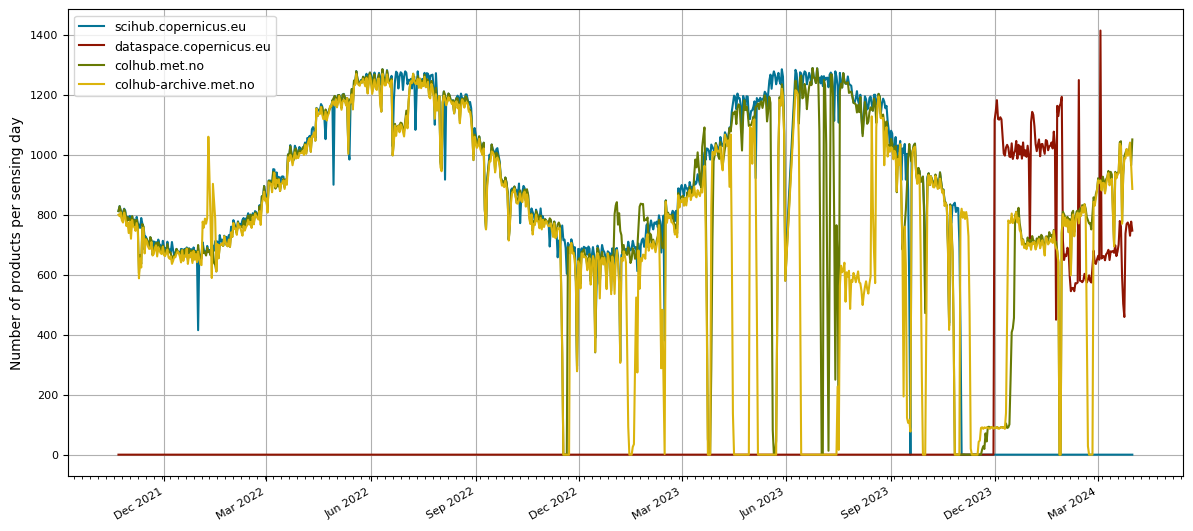 scihub.copernicus.eu
dataspace.copernicus.eu
colhub.met.no
colhub-archive.met.no
Number of products per sensing day
1400
1200
1000
800
600
400
200
0
Dec 2021
Mar 2022
Jun 2022
Sep 2022
Dec 2022
Mar 2023
Jun 2023
Sep 2023
Dec 2023
Mar 2024